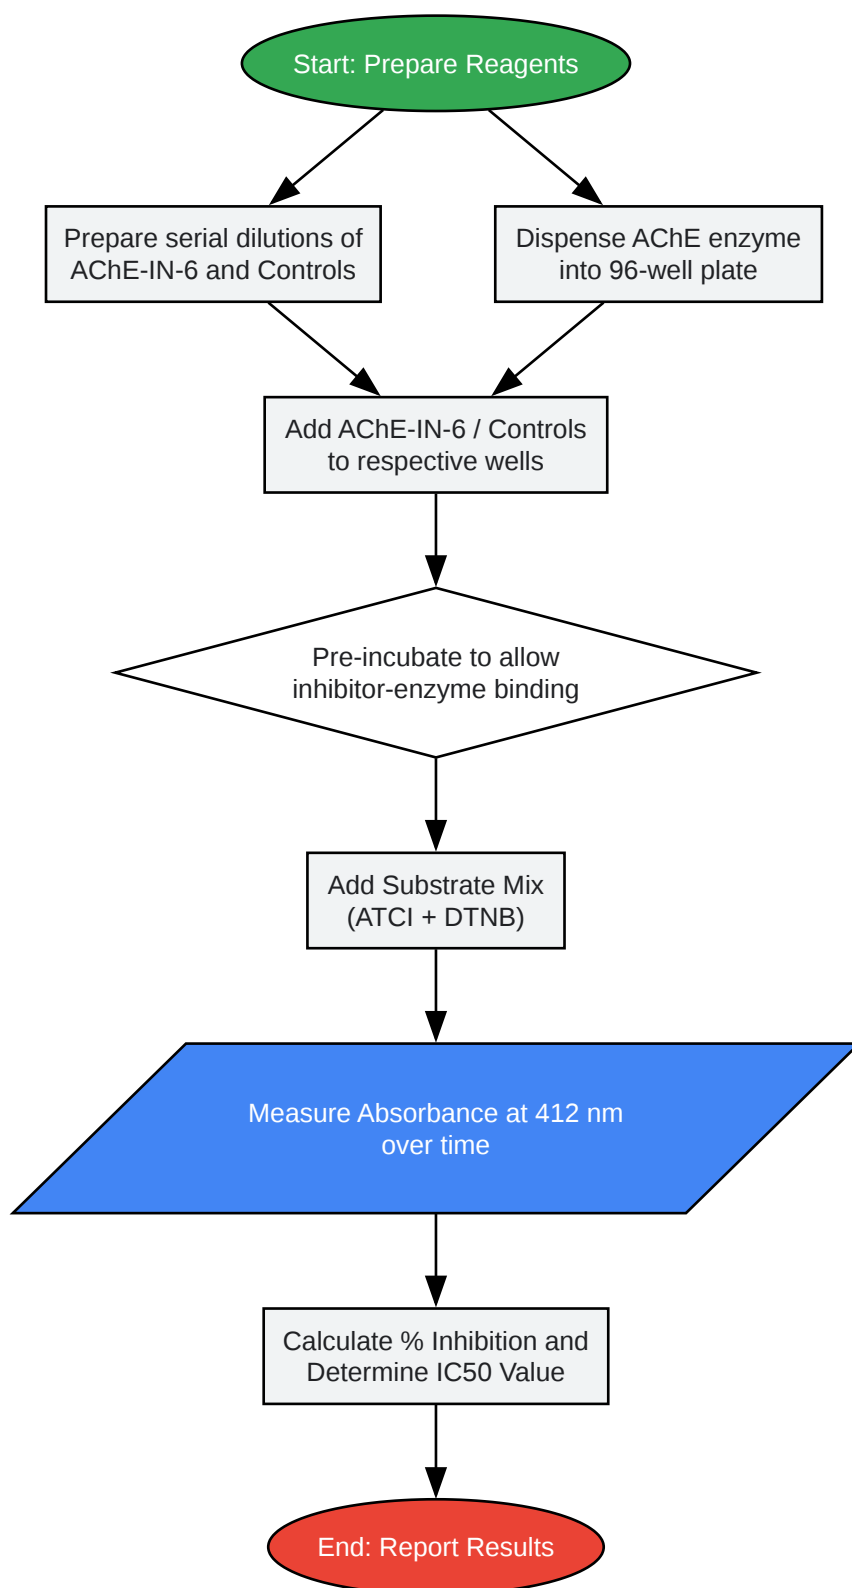 Start: Prepare Reagents
Prepare serial dilutions of
AChE-IN-6 and Controls
Dispense AChE enzyme
into 96-well plate
Add AChE-IN-6 / Controls
to respective wells
Pre-incubate to allow
inhibitor-enzyme binding
Add Substrate Mix
(ATCI + DTNB)
Measure Absorbance at 412 nm
over time
Calculate % Inhibition and
Determine IC50 Value
End: Report Results